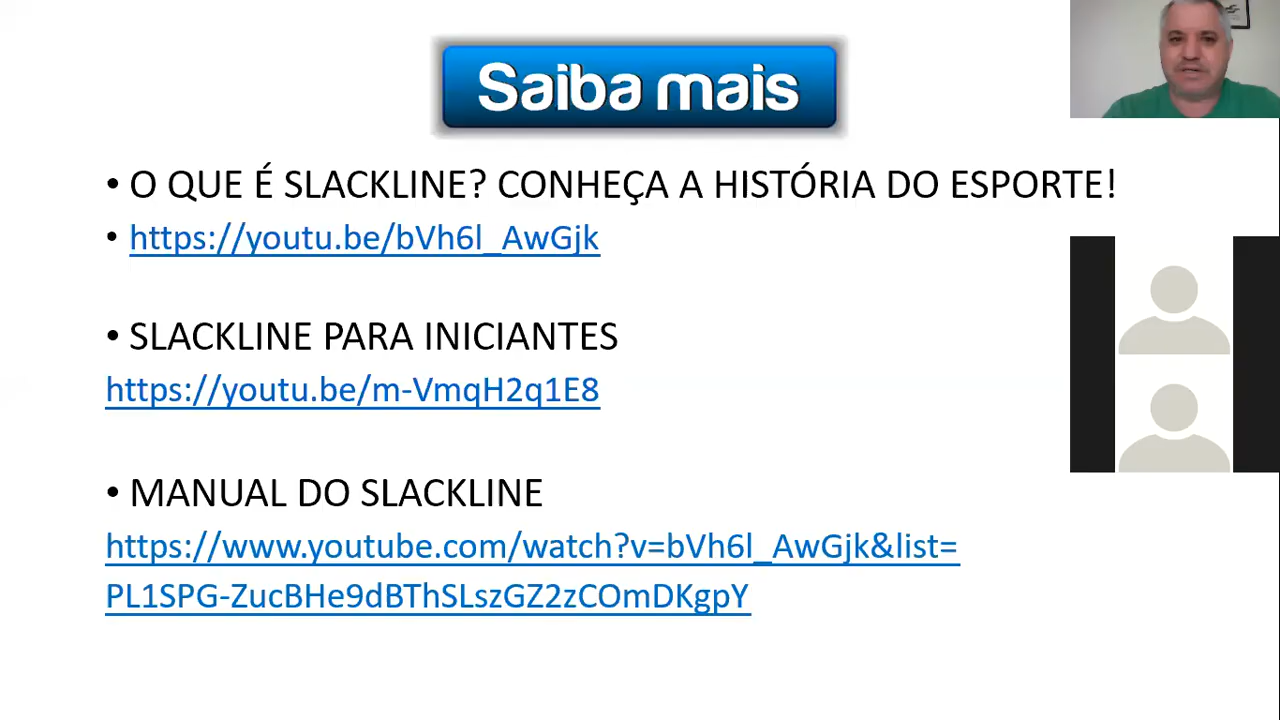 Saiba mais
• O QUE É SLACKLINE? CONHEÇA A HISTÓRIA DO ESPORTE!
• https://youtu.be/bVh6l_AwGjk
• SLACKLINE PARA INICIANTES
https://youtu.be/m-VmqH2q1E8
• MANUAL DO SLACKLINE
https://www.youtube.com/watch?v=bVh6l_AwGjk&list=
PL1SPG-ZucBHe9dBThSLszGZ2zCOmDKgpY